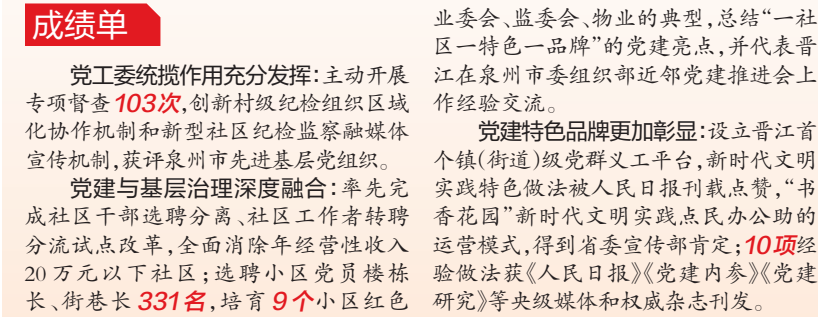 成绩单
党工委统揽作用充分发挥:主动开展
专项督查103次,创新村级纪检组织区域
化协作机制和新型社区纪检监察融媒体
宣传机制,获评泉州市先进基层党组织。
党建与基层治理深度融合:率先完
成社区干部选聘分离、社区工作者转聘
分流试点改革,全面消除年经营性收入
20万元以下社区;选聘小区党员楼栋
长、街巷长331名,培育9个小区红色
业委会、监委会、物业的典型,总结“一社
区一特色一品牌”的党建亮点,并代表晋
江在泉州市委组织部近邻党建推进会上
作经验交流。
党建特色品牌更加彰显:设立晋江首
个镇(街道)级党群义工平台,新时代文明
实践特色做法被人民日报刊载点赞,“书
香花园”新时代文明实践点民办公助的
运营模式,得到省委宣传部肯定;10项经
验做法获《人民日报》《党建内参》《党建
研究》等央级媒体和权威杂志刊发。